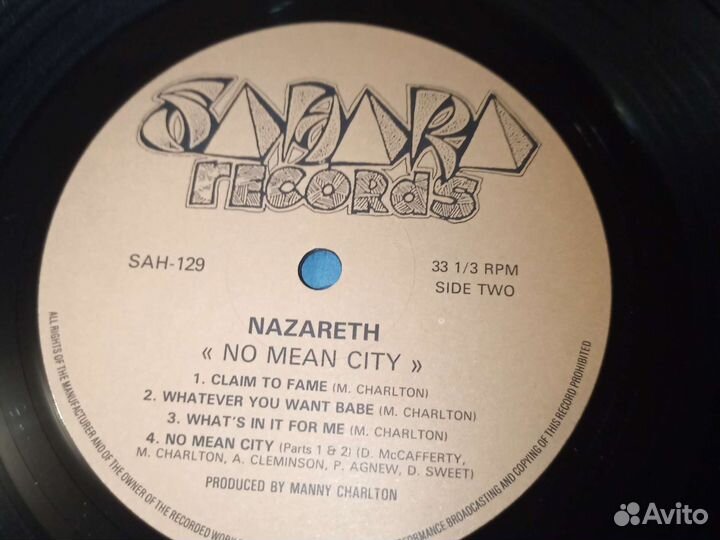 SAHARA
records
SAH-129
33 1/3 RPM
SIDE TWO
NAZARETH
« NO MEAN CITY »
1. CLAIM TO FAME (M. CHARLTON)
2. WHATEVER YOU WANT BABE (M. CHARLTON)
3. WHAT'S IN IT FOR ME (M. CHARLTON)
4. NO MEAN CITY (Parts 1 & 2) (D. McCAFFERTY,
M. CHARLTON, A. CLEMINSON, P. AGNEW, D. SWEET)
PRODUCED BY MANNY CHARLTON
ALL RIGHTS OF THE MANUFACTURER AND OF THE OWNER OF THE RECORDED WORK
PERFORMANCE, BROADCASTING AND COPYING OF THIS RECORD PROHIBITED
Avito